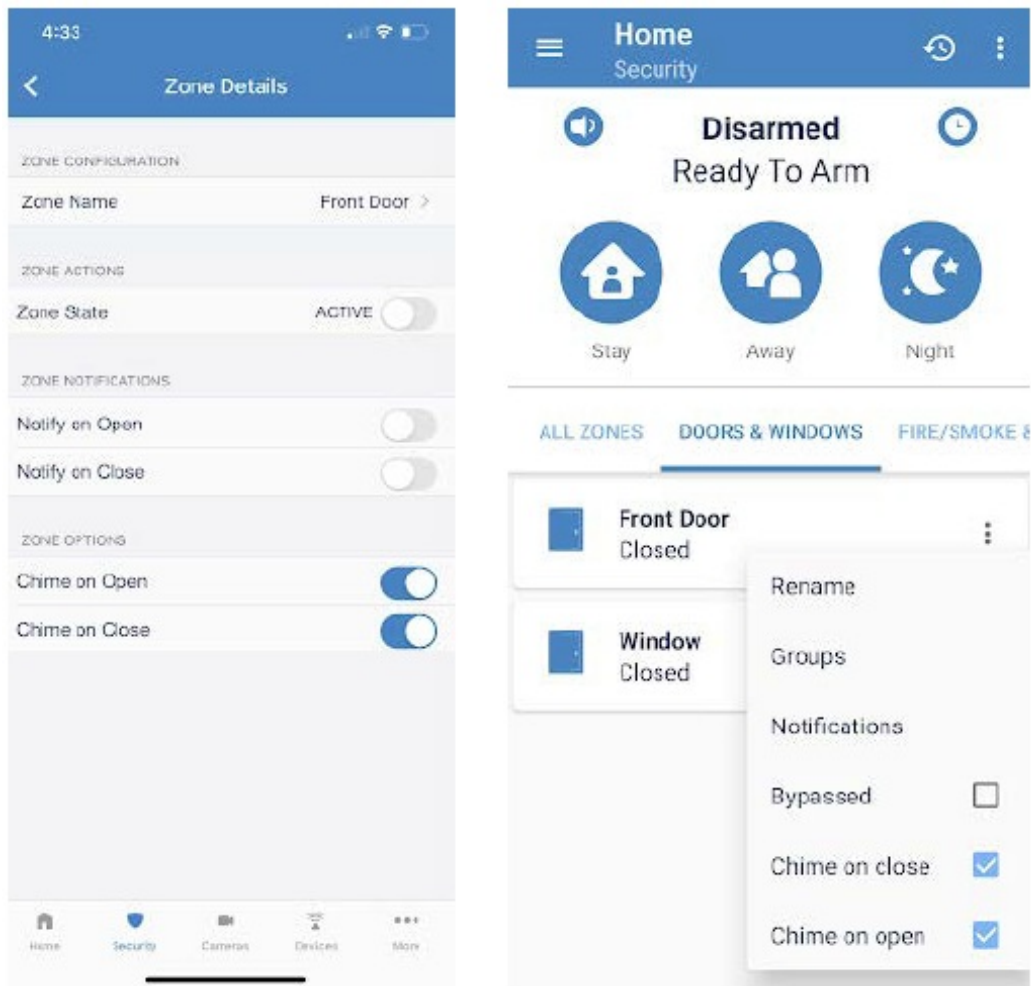 4:33
Zone Details
ZONE CONFIGURATION
Zone Name Front Door >
ZONE ACTIONS
Zone State ACTIVE
ZONE NOTIFICATIONS
Notify on Open
Notify on Close
ZONE OPTIONS
Chime on Open
Chime on Close
Home Security Cameras Devices More
Home
Security
Disarmed
Ready To Arm
Stay Away Night
ALL ZONES DOORS & WINDOWS FIRE/SMOKE &
Front Door
Closed
Window
Closed
Rename
Groups
Notifications
Bypassed
Chime on close
Chime on open